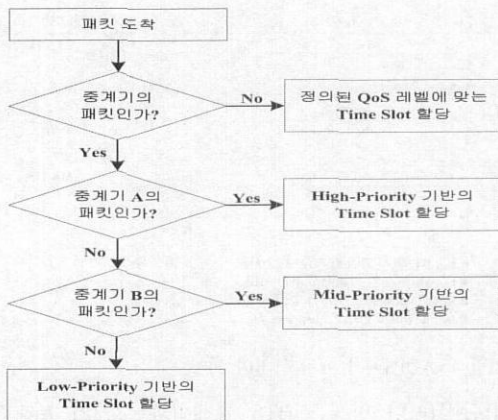 패킷 도착
중계기의
패킷인가?
No
정의된 QoS 레벨에 맞는
Time Slot 할당
Yes
중계기 A의
패킷인가?
Yes
High-Priority 기반의
Time Slot 할당
No
중계기 B의
패킷인가?
Yes
Mid-Priority 기반의
Time Slot 할당
No
Low-Priority 기반의
Time Slot 할당